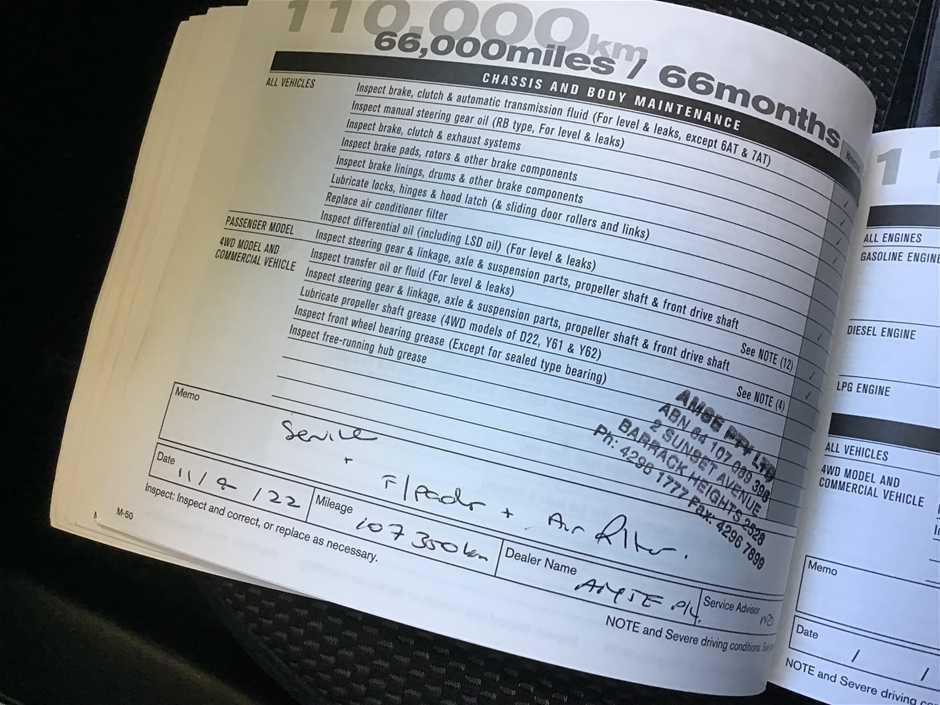 110,000km
66,000miles / 66months
CHASSIS AND BODY MAINTENANCE
ALL VEHICLES
Inspect brake, clutch & automatic transmission fluid (For level & leaks, except 6AT & 7AT)
Inspect manual steering gear oil (RB type, For level & leaks)
Inspect brake, clutch & exhaust systems
Inspect brake pads, rotors & other brake components
Inspect brake linings, drums & other brake components
Lubricate locks, hinges & hood latch (& sliding door rollers and links)
Replace air conditioner filter
Inspect differential oil (including LSD oil) (For level & leaks)
PASSENGER MODEL
Inspect steering gear & linkage, axle & suspension parts, propeller shaft & front drive shaft
See NOTE (12)
4WD MODEL AND
COMMERCIAL VEHICLE
Inspect transfer oil or fluid (For level & leaks)
Inspect steering gear & linkage, axle & suspension parts, propeller shaft & front drive shaft
See NOTE (4)
Lubricate propeller shaft grease (4WD models of D22, Y61 & Y62)
Inspect front wheel bearing grease (Except for sealed type bearing)
Inspect free-running hub grease
AMSE PTY LTD
ABN 64 107 089 398
2 SUNSET AVENUE
BARRACK HEIGHTS 2528
Ph: 4296 1777 Fax: 4296 7899
Memo
Service
+
F/pads + Air filter.
Date
11/ /22
Mileage
107350km
Dealer Name
AMSE P/L
Service Advisor
Inspect: Inspect and correct, or replace as necessary.
M-50
NOTE and Severe driving conditions:
11
ALL ENGINES
GASOLINE ENGINE
DIESEL ENGINE
LPG ENGINE
ALL VEHICLES
4WD MODEL AND
COMMERCIAL VEHICLE
Memo
Date
/ /
NOTE and Severe driving